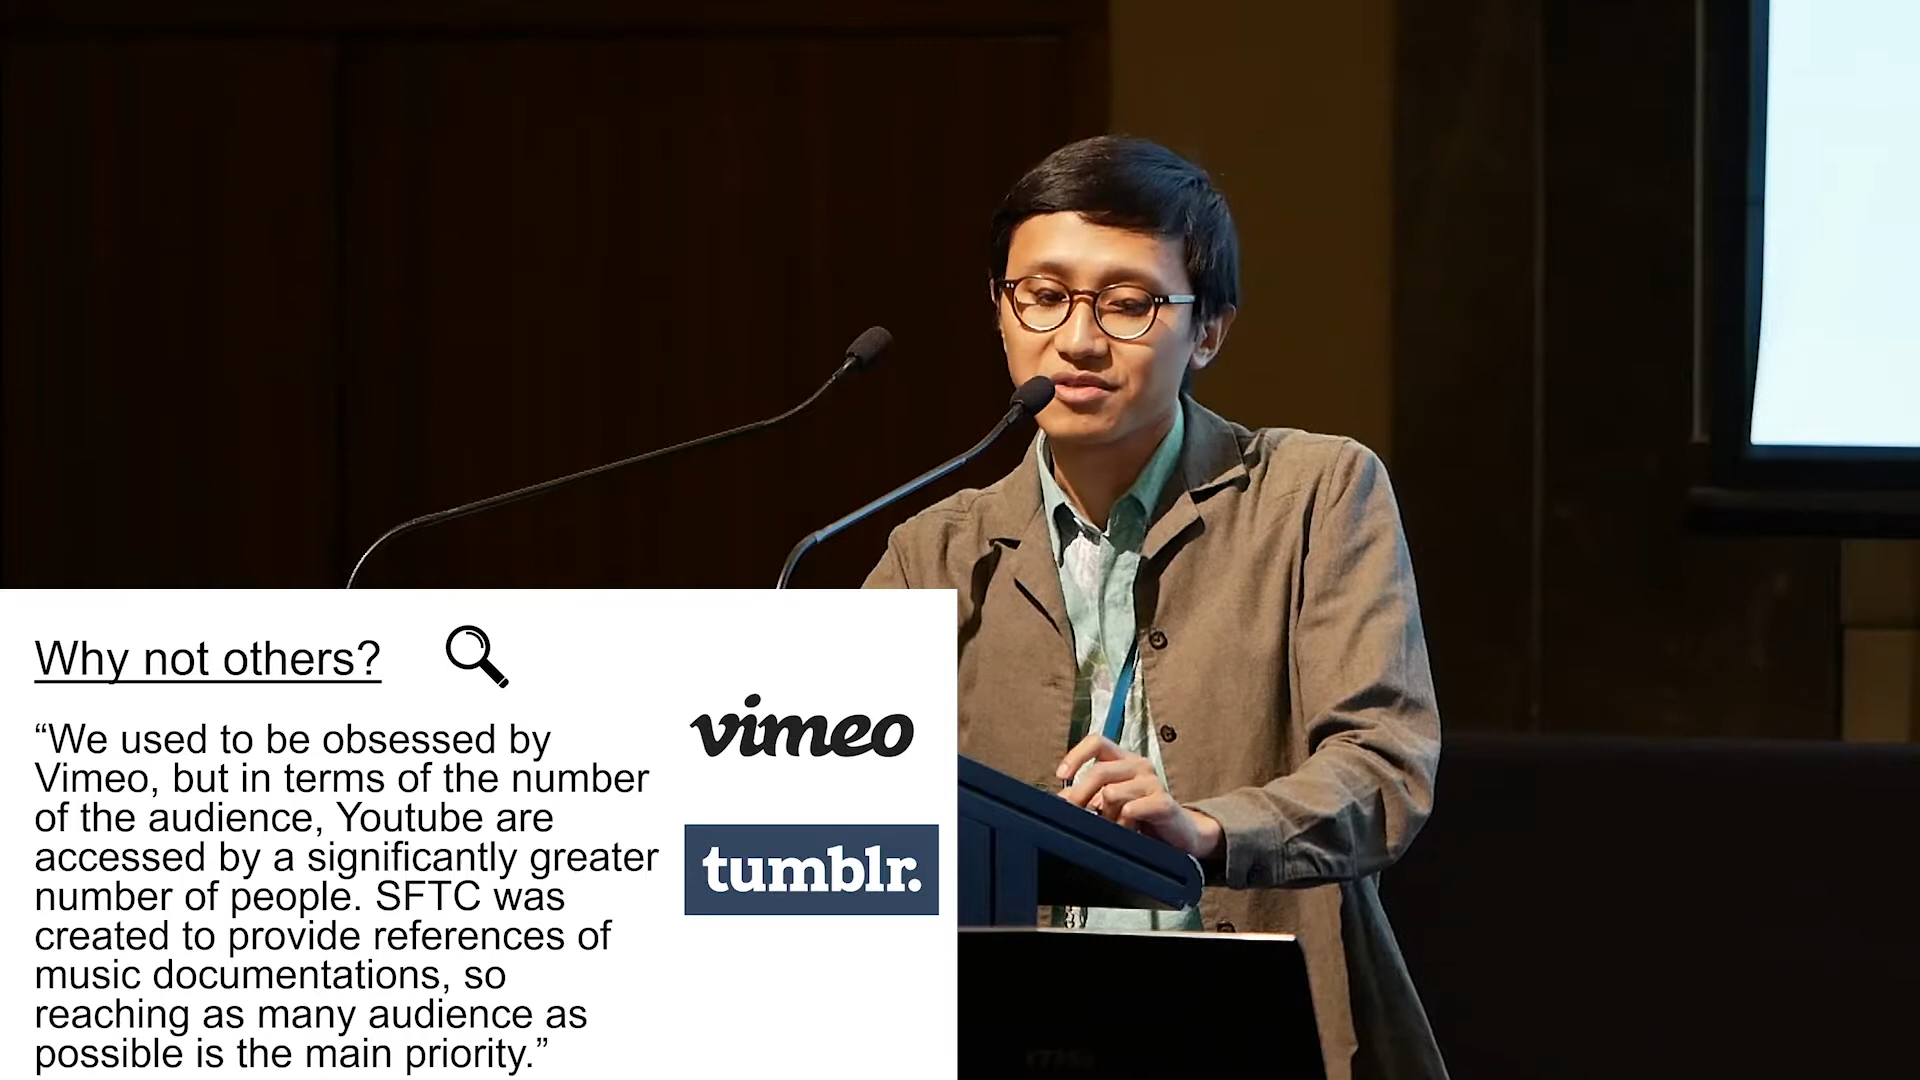 Why not others?
“We used to be obsessed by
Vimeo, but in terms of the number
of the audience, Youtube are
accessed by a significantly greater
number of people. SFTC was
created to provide references of
music documentations, so
reaching as many audience as
possible is the main priority.”
vimeo
tumblr.